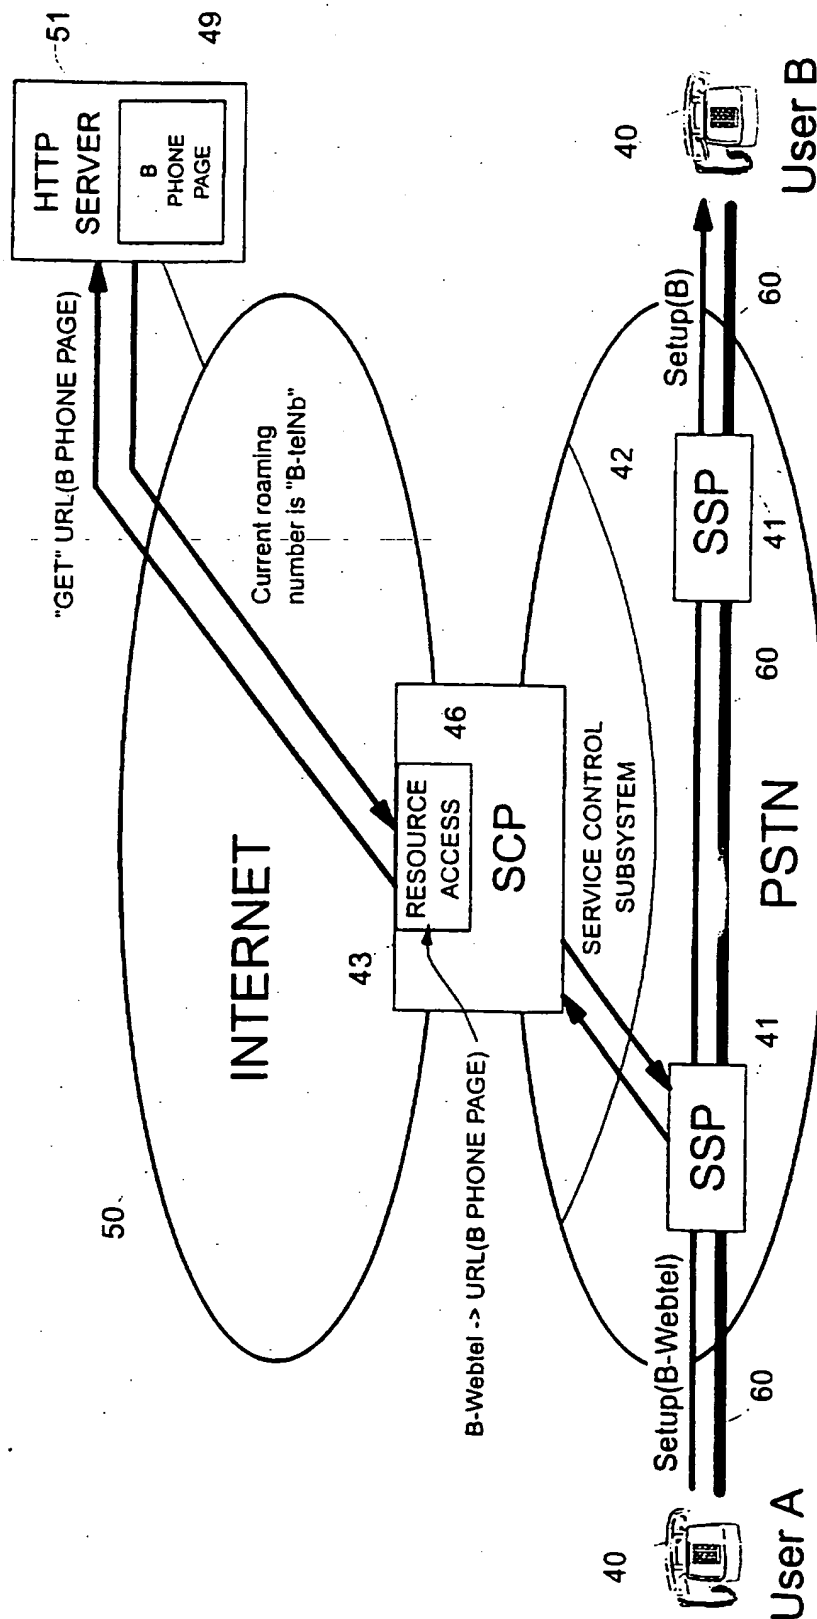 51
49
HTTP
SERVER
B
PHONE
PAGE
"GET" URL(B PHONE PAGE)
Current roaming
number is "B-telNb"
INTERNET
50
43
46
RESOURCE
ACCESS
SCP
B-Webtel -> URL(B PHONE PAGE)
SERVICE CONTROL
SUBSYSTEM
42
40
User A
Setup(B-Webtel)
60
SSP
41
PSTN
60
SSP
41
Setup(B)
60
40
User B